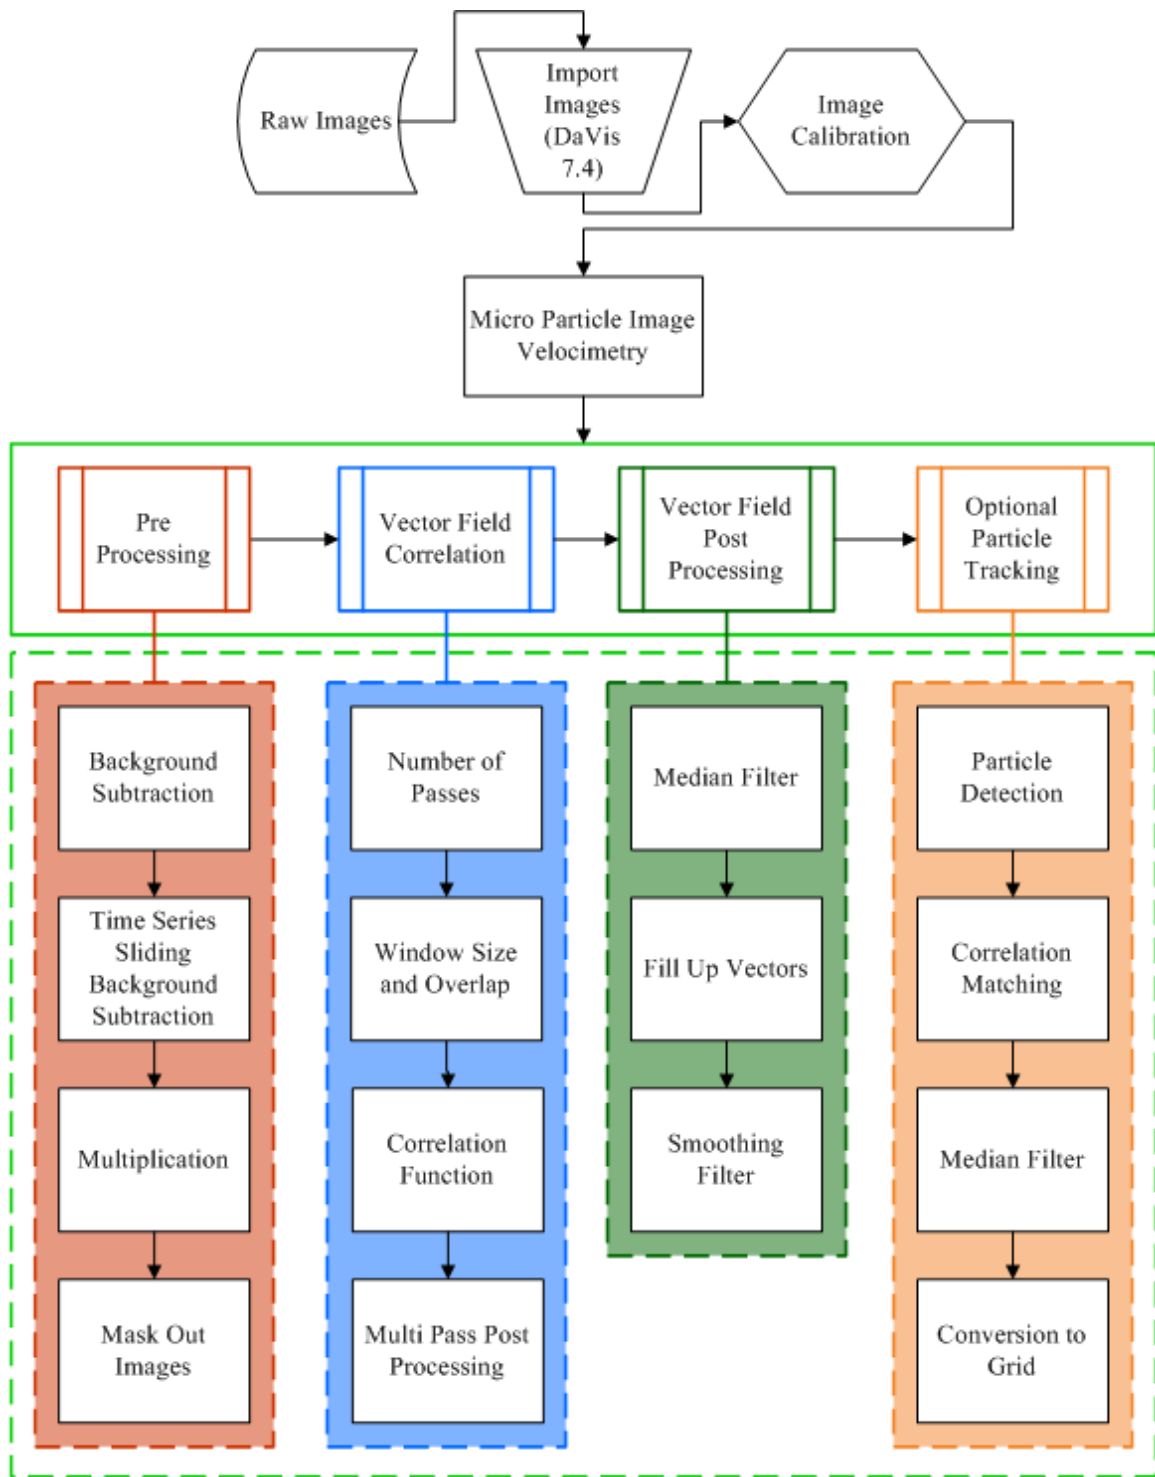 Raw Images
Import
Images
(DaVis
7.4)
Image
Calibration
Micro Particle Image
Velocimetry
Pre
Processing
Vector Field
Correlation
Vector Field
Post
Processing
Optional
Particle
Tracking
Background
Subtraction
Time Series
Sliding
Background
Subtraction
Multiplication
Mask Out
Images
Number of
Passes
Window Size
and Overlap
Correlation
Function
Multi Pass Post
Processing
Median Filter
Fill Up Vectors
Smoothing
Filter
Particle
Detection
Correlation
Matching
Median Filter
Conversion to
Grid